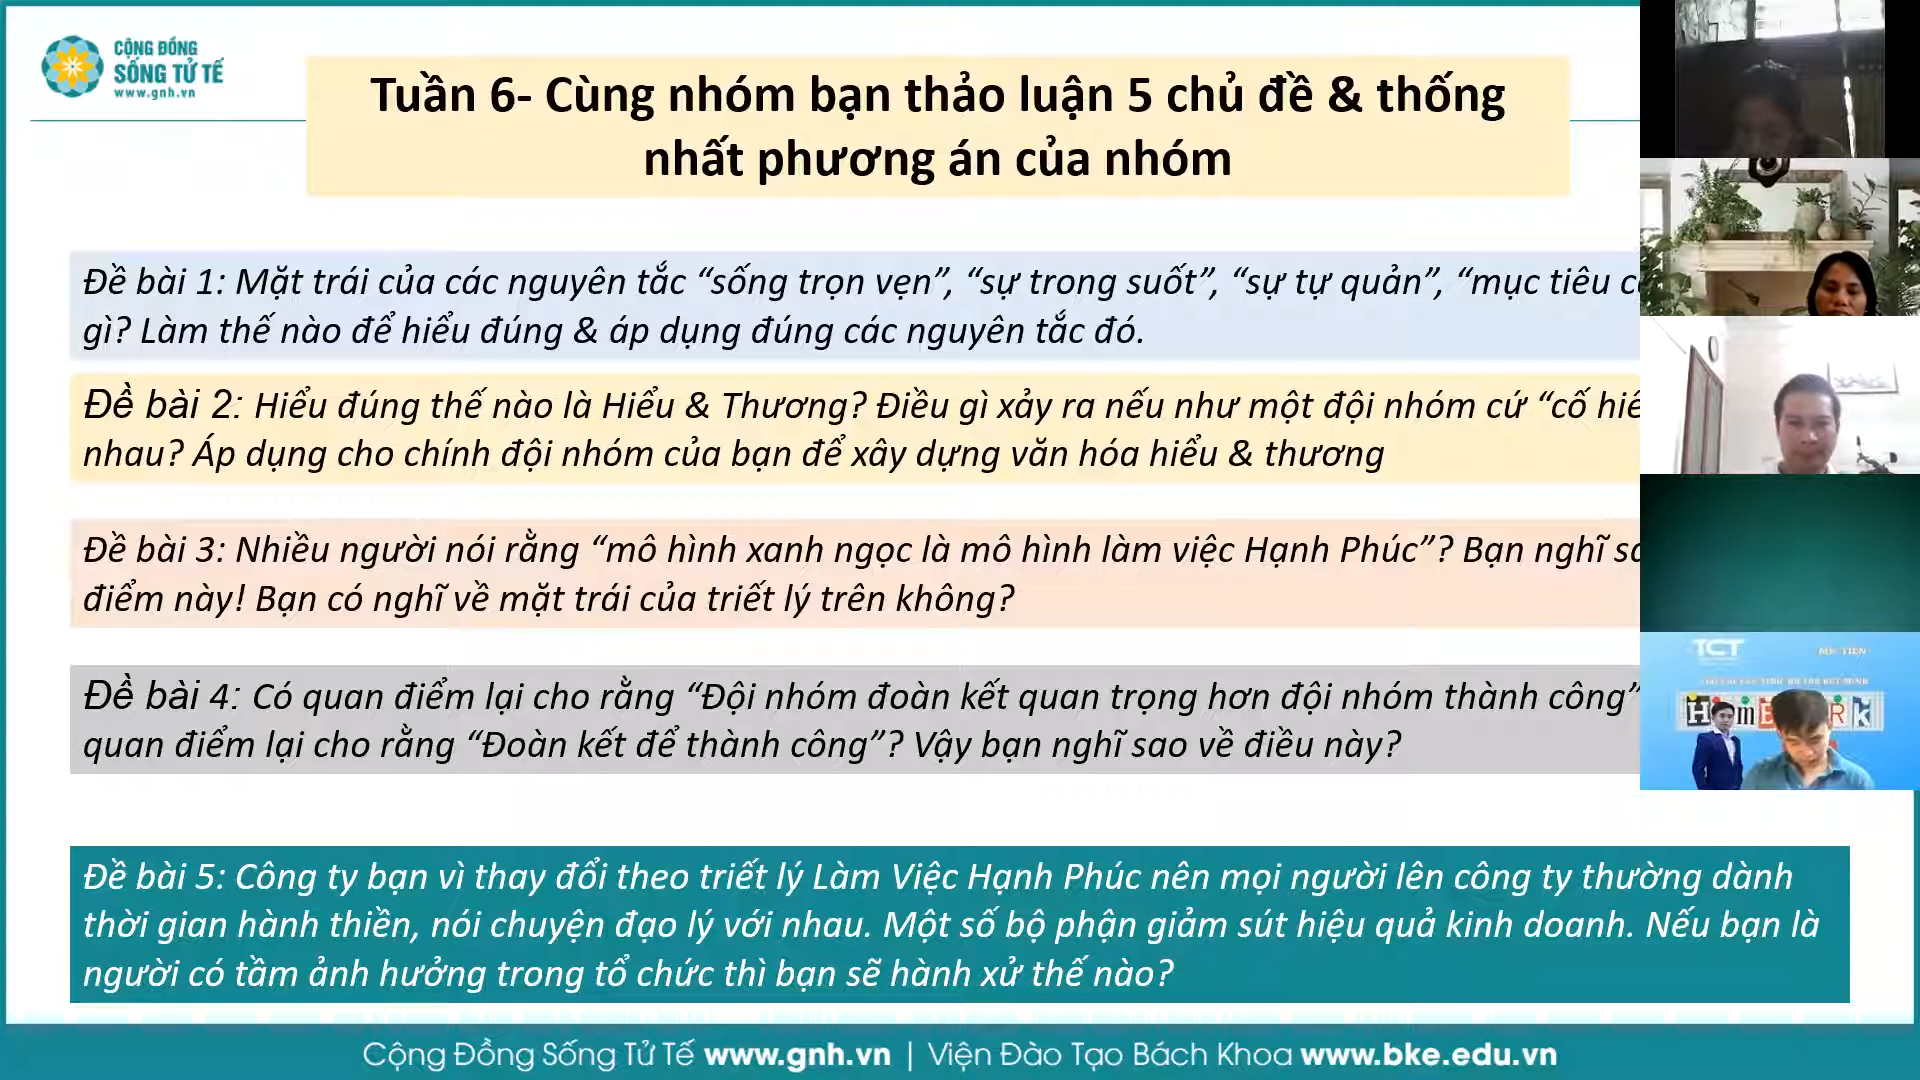 CỘNG ĐỒNG
SỐNG TỬ TẾ
www.gnh.vn
Tuần 6- Cùng nhóm bạn thảo luận 5 chủ đề & thống
nhất phương án của nhóm
Đề bài 1: Mặt trái của các nguyên tắc “sống trọn vẹn”, “sự trong suốt”, “sự tự quản”, “mục tiêu
gì? Làm thế nào để hiểu đúng & áp dụng đúng các nguyên tắc đó.
Đề bài 2: Hiểu đúng thế nào là Hiểu & Thương? Điều gì xảy ra nếu như một đội nhóm cứ “cố
nhau? Áp dụng cho chính đội nhóm của bạn để xây dựng văn hóa hiểu & thương
Đề bài 3: Nhiều người nói rằng “mô hình xanh ngọc là mô hình làm việc Hạnh Phúc”? Bạn nghĩ
điểm này! Bạn có nghĩ về mặt trái của triết lý trên không?
Đề bài 4: Có quan điểm lại cho rằng “Đội nhóm đoàn kết quan trọng hơn đội nhóm thành công”
quan điểm lại cho rằng “Đoàn kết để thành công”? Vậy bạn nghĩ sao về điều này?
Đề bài 5: Công ty bạn vì thay đổi theo triết lý Làm Việc Hạnh Phúc nên mọi người lên công ty thường dành
thời gian hành thiền, nói chuyện đạo lý với nhau. Một số bộ phận giảm sút hiệu quả kinh doanh. Nếu bạn là
người có tầm ảnh hưởng trong tổ chức thì bạn sẽ hành xử thế nào?
TCT
Cộng Đồng Sống Tử Tế www.gnh.vn | Viện Đào Tạo Bách Khoa www.bke.edu.vn